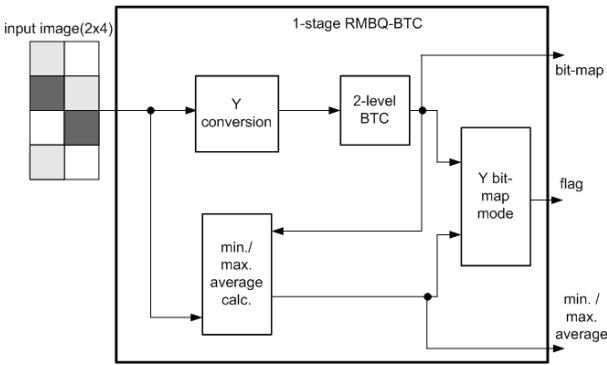 1-stage RMBQ-BTC
input image(2x4)
bit-map
Y
conversion
2-level
BTC
Y bit-
map
mode
flag
min./
max.
average
calc.
min. /
max.
average